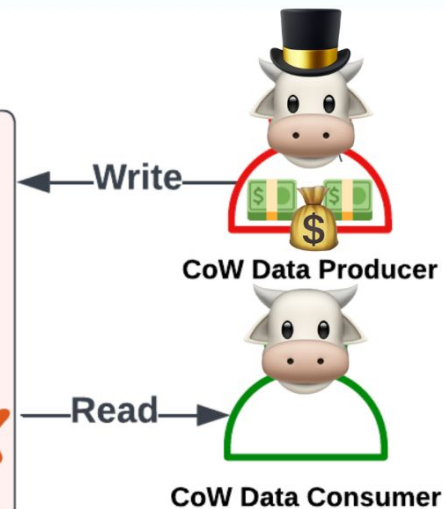 Write
$ $
$
CoW Data Producer
Read
CoW Data Consumer